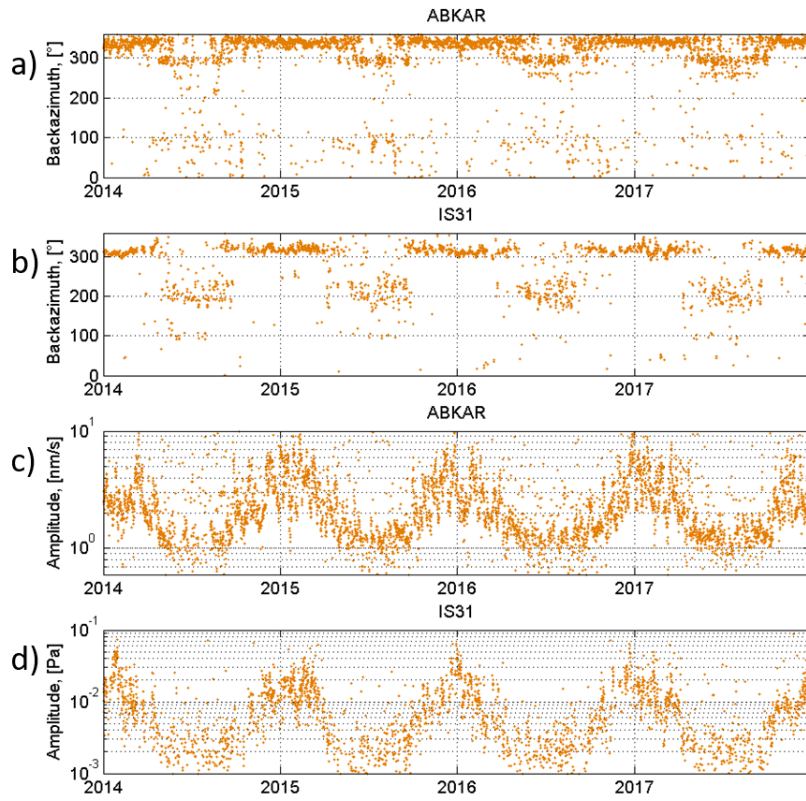 ABKAR
a)
Backazimuth, [°]
300
200
100
0
2014
2015
2016
2017
IS31
b)
Backazimuth, [°]
300
200
100
0
2014
2015
2016
2017
ABKAR
c)
Amplitude, [nm/s]
10^1
10^0
2014
2015
2016
2017
IS31
d)
Amplitude, [Pa]
10^-1
10^-2
10^-3
2014
2015
2016
2017